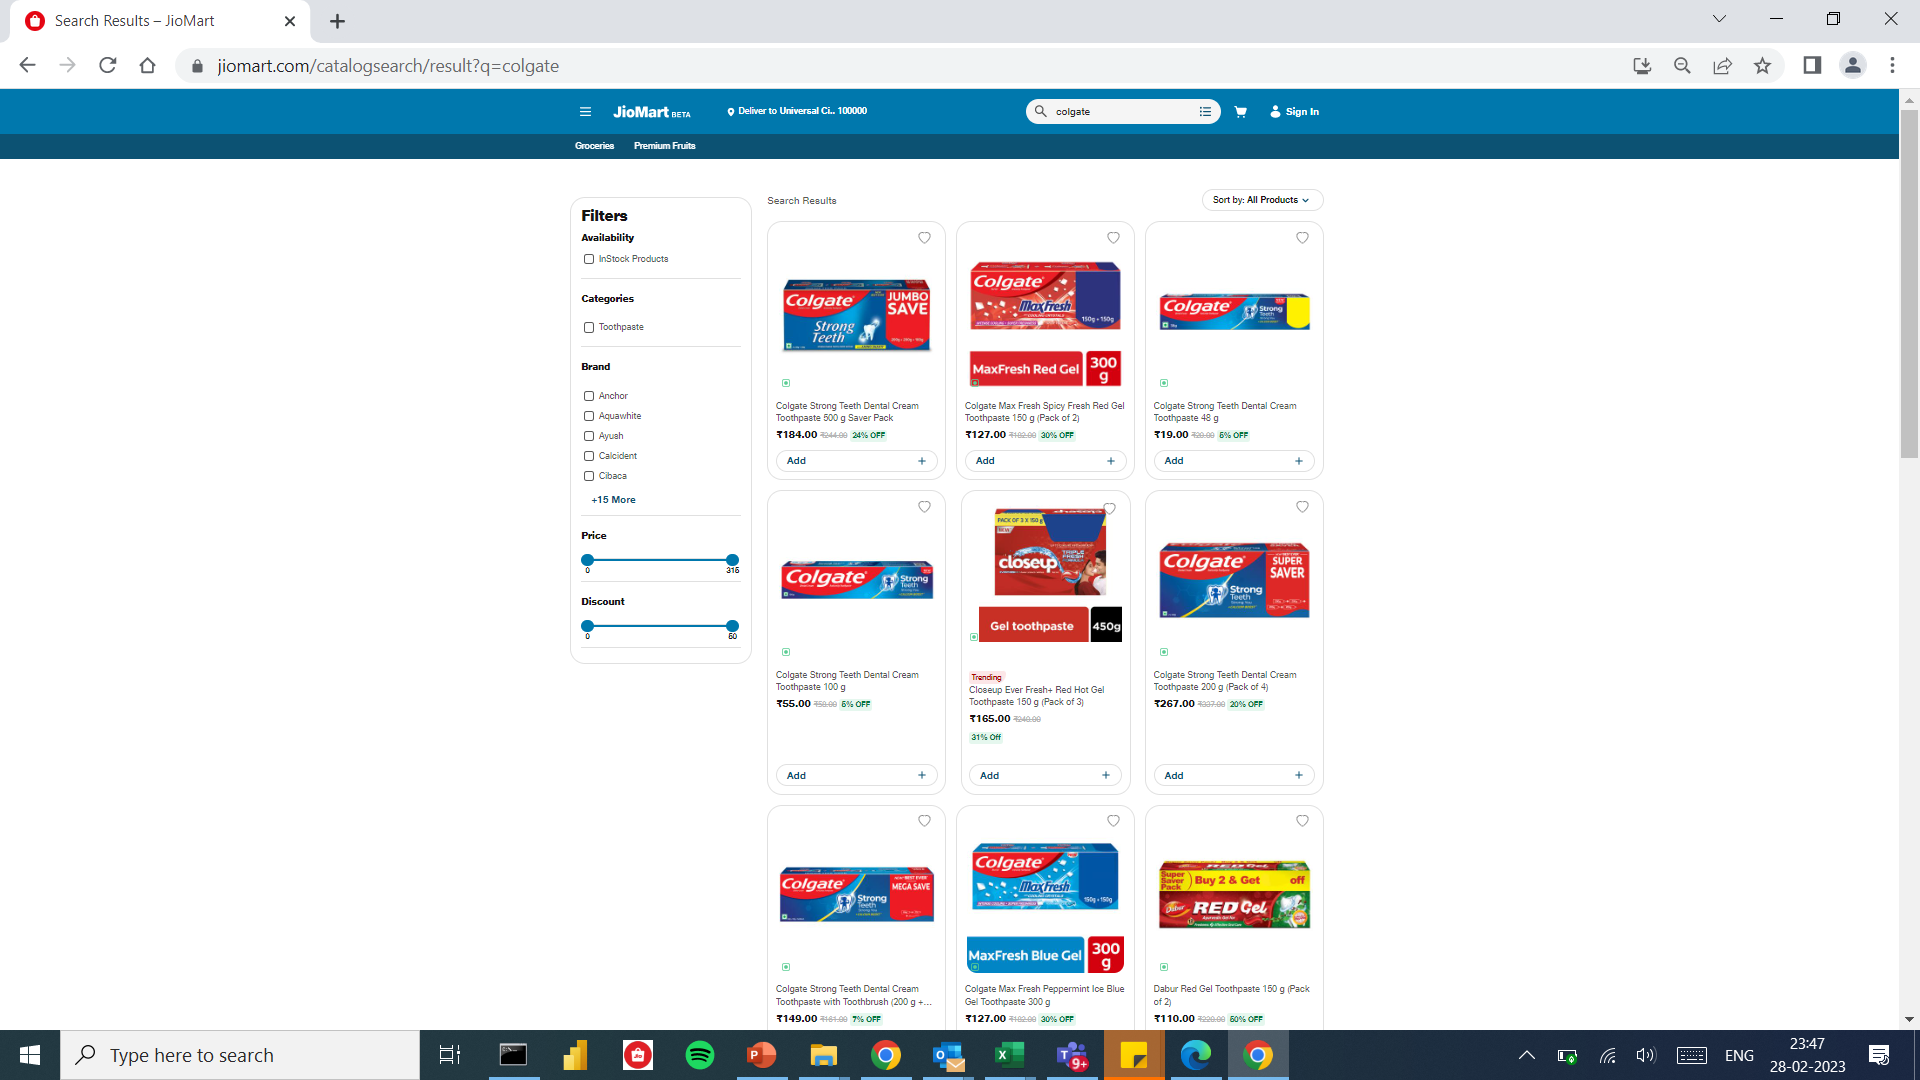 Search Results – JioMart
jiomart.com/catalogsearch/result?q=colgate
JioMart BETA
Deliver to Universal Ci.. 100000
colgate
Sign In
Groceries
Premium Fruits
Filters
Availability
InStock Products
Categories
Toothpaste
Brand
Anchor
Aquawhite
Ayush
Calcident
Cibaca
+15 More
Price
0
315
Discount
0
50
Search Results
Sort by: All Products
Colgate
JUMBO
SAVE
Strong
Teeth
Colgate Strong Teeth Dental Cream
Toothpaste 500 g Saver Pack
₹184.00 ₹244.00 24% OFF
Add +
Colgate
MaxFresh
150g + 150g
MaxFresh Red Gel
300
g
Colgate Max Fresh Spicy Fresh Red Gel
Toothpaste 150 g (Pack of 2)
₹127.00 ₹182.00 30% OFF
Add +
Colgate
Strong
Teeth
Colgate Strong Teeth Dental Cream
Toothpaste 48 g
₹19.00 ₹20.00 5% OFF
Add +
Colgate
Strong
Teeth
Colgate Strong Teeth Dental Cream
Toothpaste 100 g
₹55.00 ₹58.00 5% OFF
Add +
PACK OF 3 X 150 g
NEW
closeup
TRIPLE
FRESH
Gel toothpaste
450g
Trending
Closeup Ever Fresh+ Red Hot Gel
Toothpaste 150 g (Pack of 3)
₹165.00 ₹240.00
31% Off
Add +
Colgate
SUPER
SAVER
Strong
Teeth
Colgate Strong Teeth Dental Cream
Toothpaste 200 g (Pack of 4)
₹267.00 ₹337.00 20% OFF
Add +
Colgate
MEGA SAVE
Strong
Teeth
Colgate Strong Teeth Dental Cream
Toothpaste with Toothbrush (200 g +...
₹149.00 ₹161.00 7% OFF
Colgate
MaxFresh
150g + 150g
MaxFresh Blue Gel
300
g
Colgate Max Fresh Peppermint Ice Blue
Gel Toothpaste 300 g
₹127.00 ₹182.00 30% OFF
Super
Saver
Pack
Buy 2 & Get off
Dabur
RED Gel
Dabur Red Gel Toothpaste 150 g (Pack
of 2)
₹110.00 ₹220.00 50% OFF
Type here to search
9+
ENG
23:47
28-02-2023